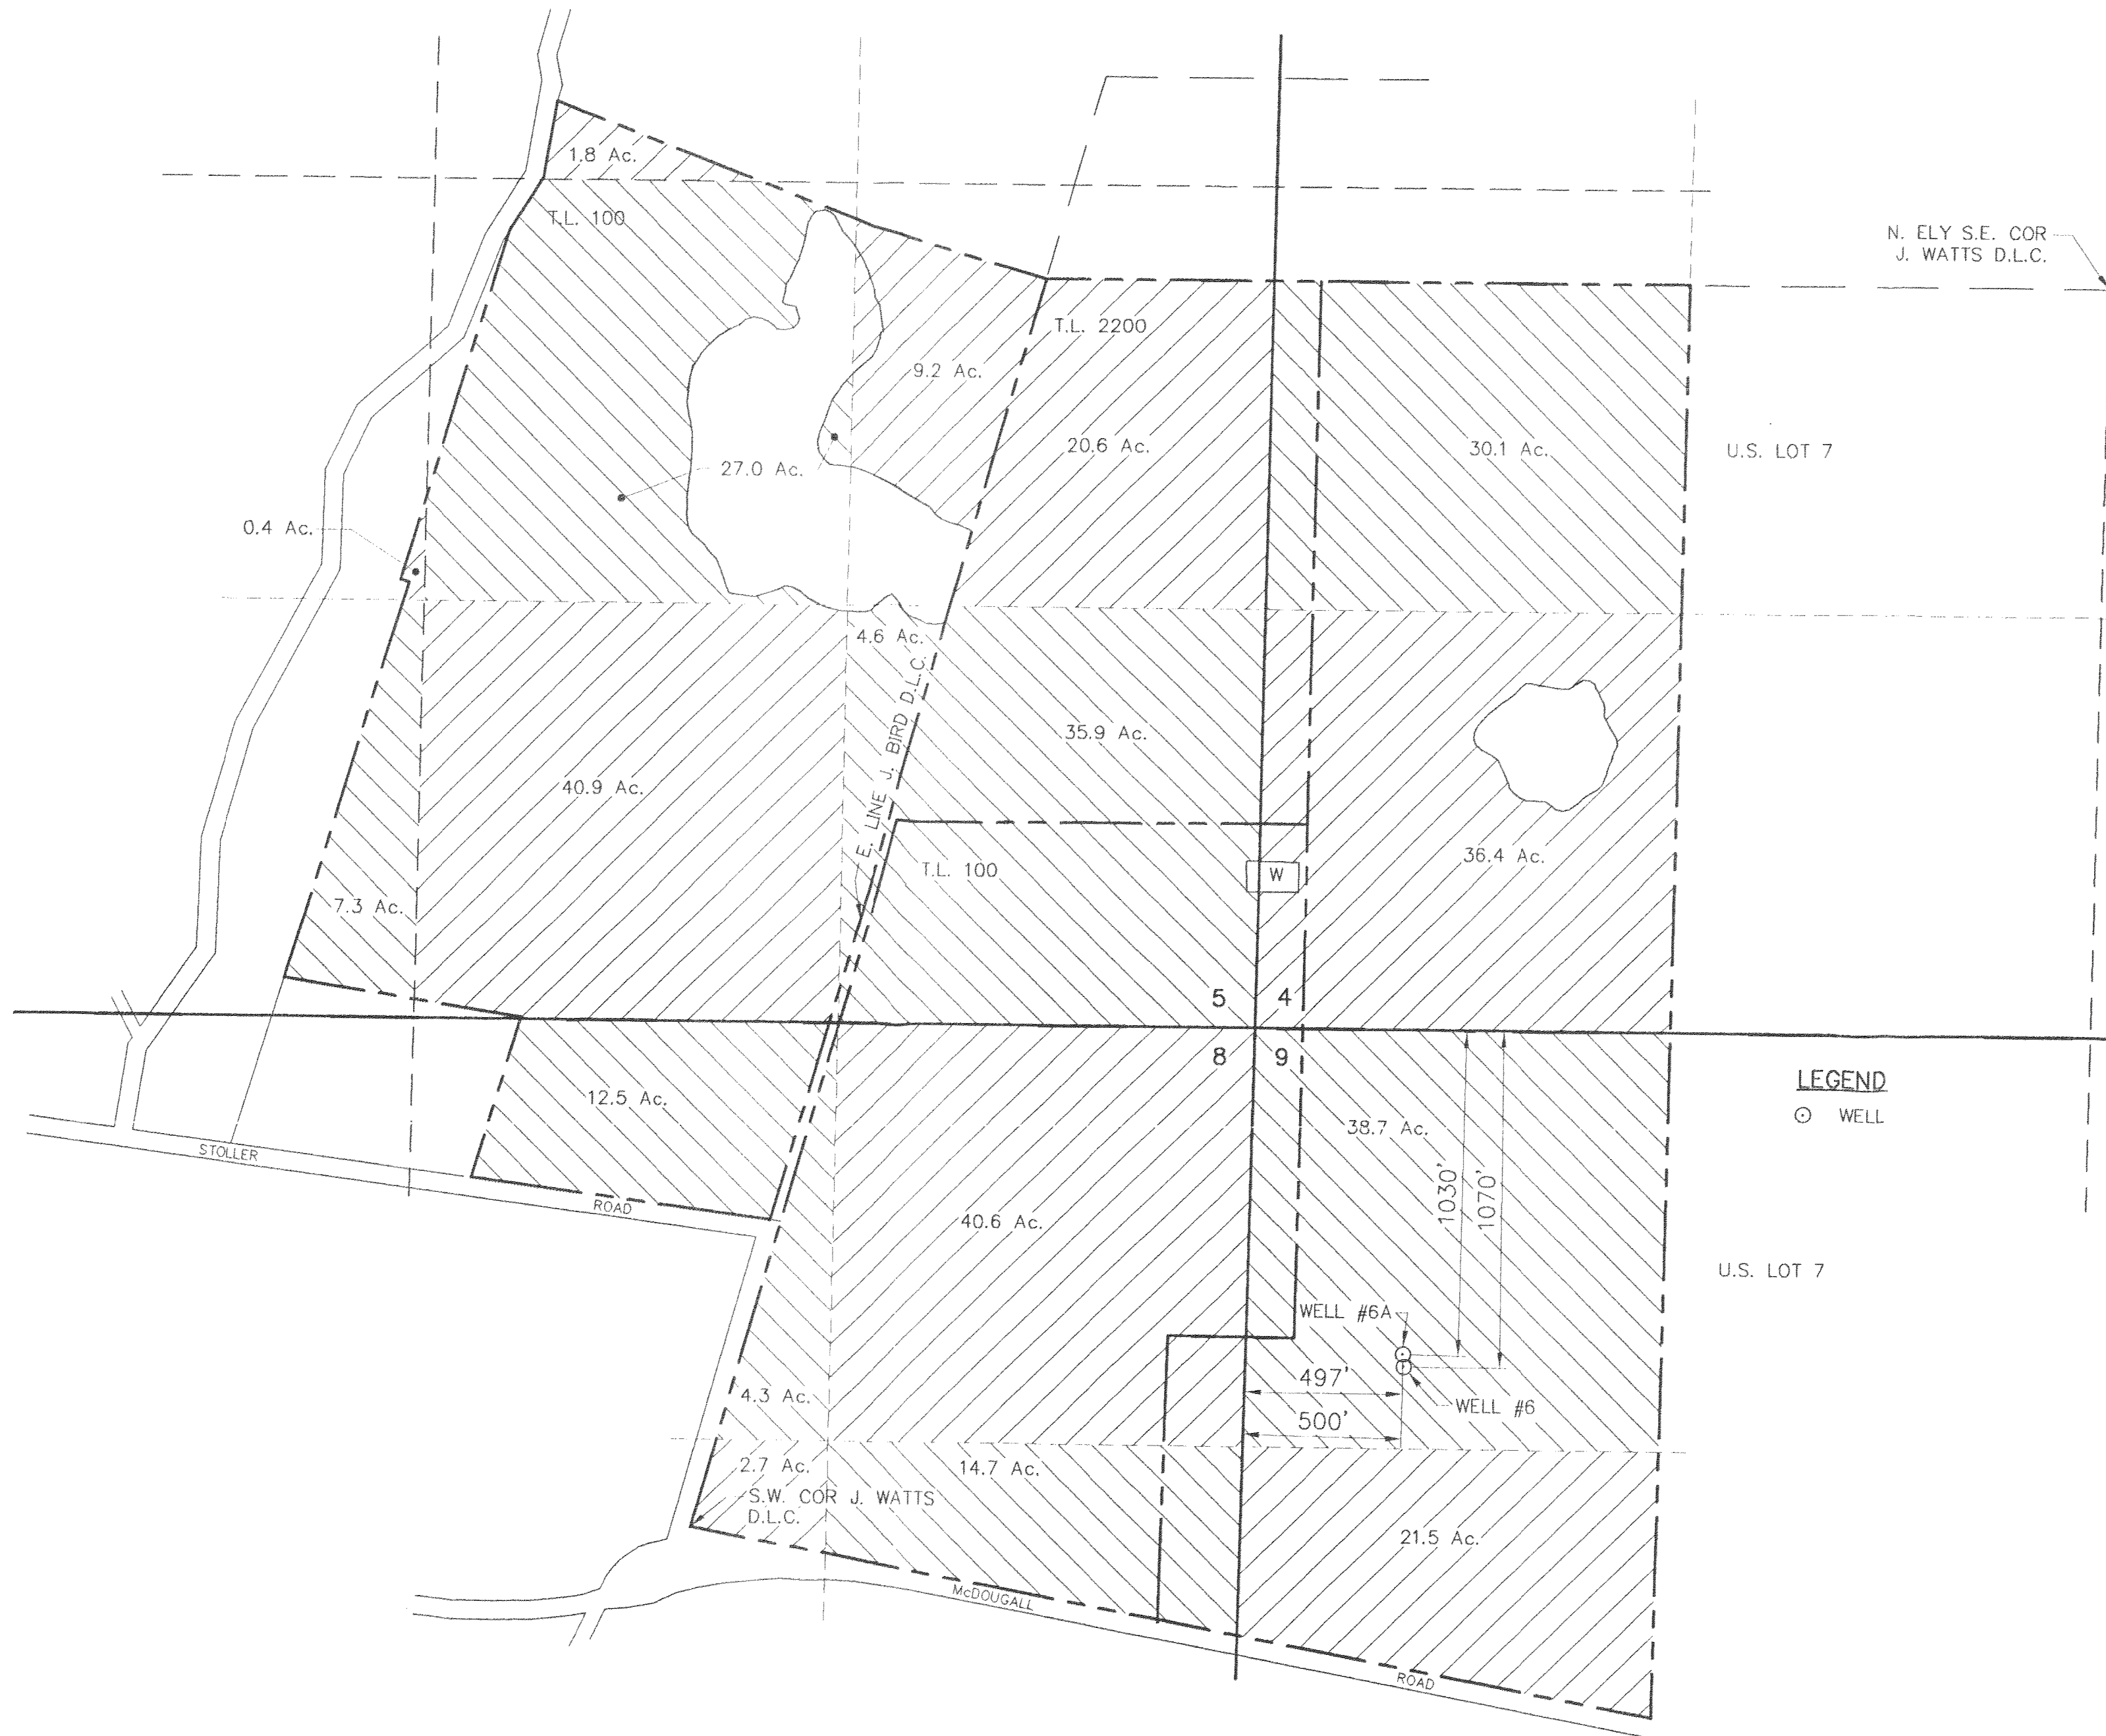 1.8 Ac.
T.L. 100
N. ELY S.E. COR
J. WATTS D.L.C.
T.L. 2200
9.2 Ac.
20.6 Ac.
30.1 Ac.
U.S. LOT 7
27.0 Ac.
0.4 Ac.
4.6 Ac.
E. LINE J. BIRD D.L.C.
35.9 Ac.
40.9 Ac.
36.4 Ac.
T.L. 100
W
7.3 Ac.
5
4
8
9
LEGEND
WELL
12.5 Ac.
38.7 Ac.
1030'
1070'
STOLLER
ROAD
40.6 Ac.
U.S. LOT 7
WELL #6A
497'
WELL #6
500'
4.3 Ac.
2.7 Ac.
14.7 Ac.
S.W. COR J. WATTS
D.L.C.
21.5 Ac.
McDOUGALL
ROAD